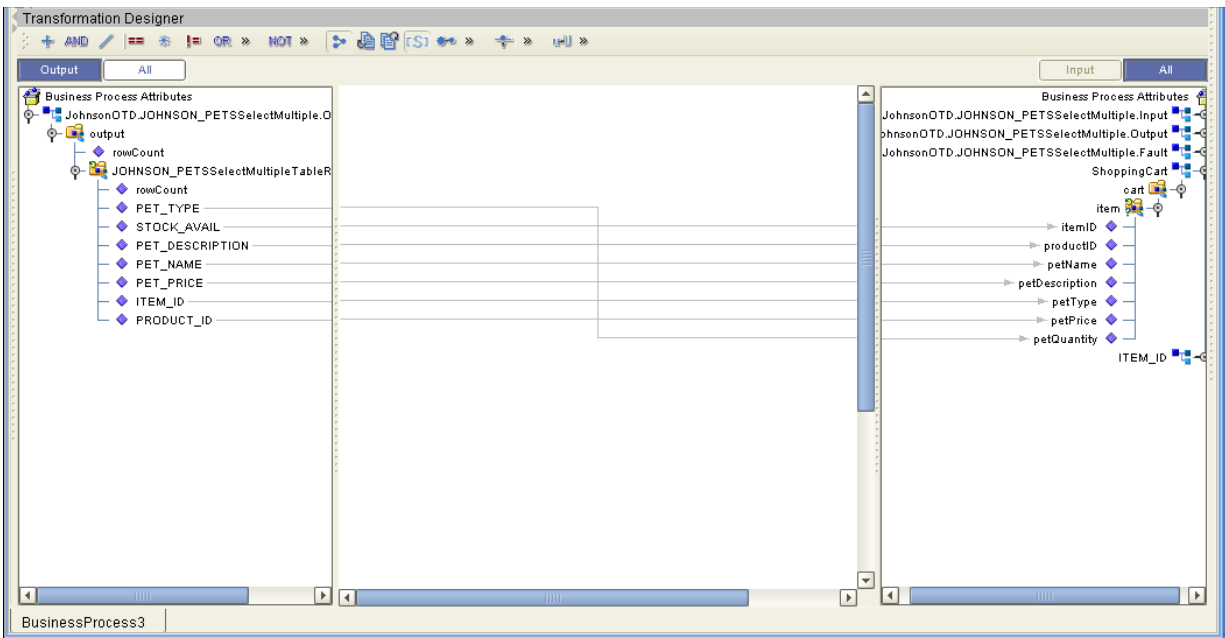 Transformation Designer
AND == != OR » NOT » [S] » » »
Output All Input All
Business Process Attributes
JohnsonOTD.JOHNSON_PETSSelectMultiple.O
output
rowCount
JOHNSON_PETSSelectMultipleTableR
rowCount
PET_TYPE
STOCK_AVAIL
PET_DESCRIPTION
PET_NAME
PET_PRICE
ITEM_ID
PRODUCT_ID
Business Process Attributes
JohnsonOTD.JOHNSON_PETSSelectMultiple.Input
ohnsonOTD.JOHNSON_PETSSelectMultiple.Output
JohnsonOTD.JOHNSON_PETSSelectMultiple.Fault
ShoppingCart
cart
item
itemID
productID
petName
petDescription
petType
petPrice
petQuantity
ITEM_ID
BusinessProcess3